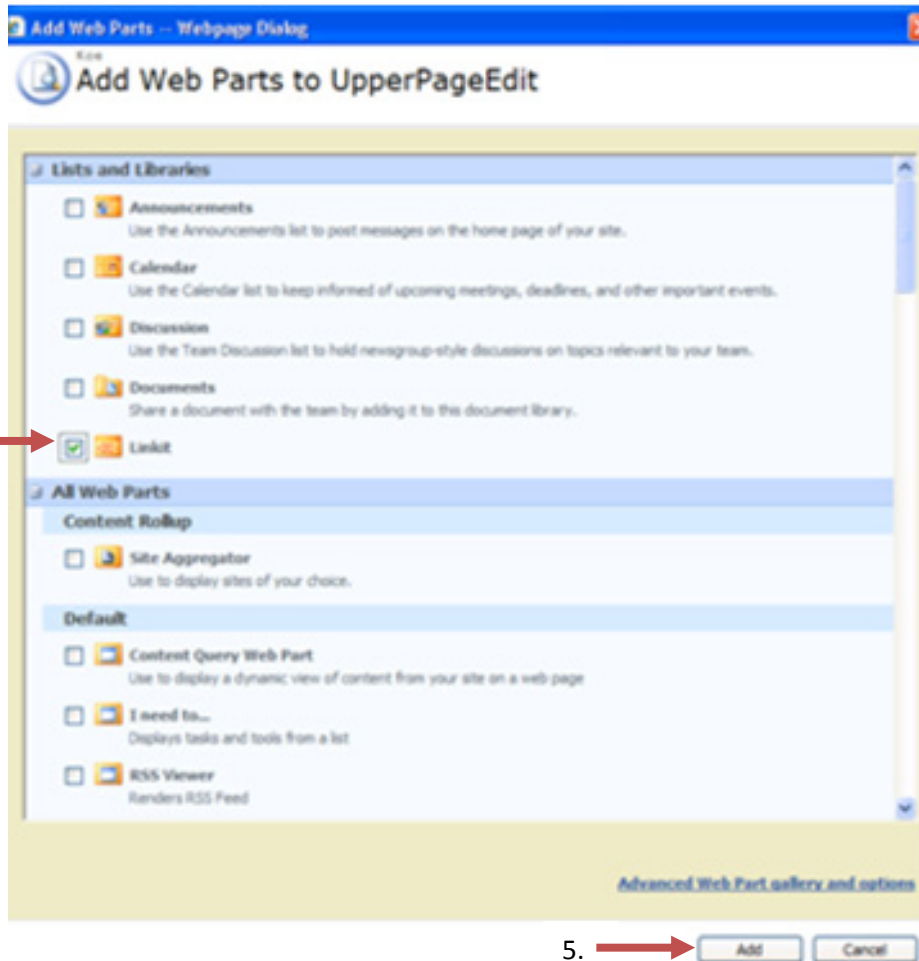 Add Web Parts -- Webpage Dialog
Koe
Add Web Parts to UpperPageEdit
Lists and Libraries
Announcements
Use the Announcements list to post messages on the home page of your site.
Calendar
Use the Calendar list to keep informed of upcoming meetings, deadlines, and other important events.
Discussion
Use the Team Discussion list to hold newsgroup-style discussions on topics relevant to your team.
Documents
Share a document with the team by adding it to this document library.
Linkit
All Web Parts
Content Rollup
Site Aggregator
Use to display sites of your choice.
Default
Content Query Web Part
Use to display a dynamic view of content from your site on a web page
I need to...
Displays tasks and tools from a list
RSS Viewer
Renders RSS Feed
Advanced Web Part gallery and options
5.
Add
Cancel